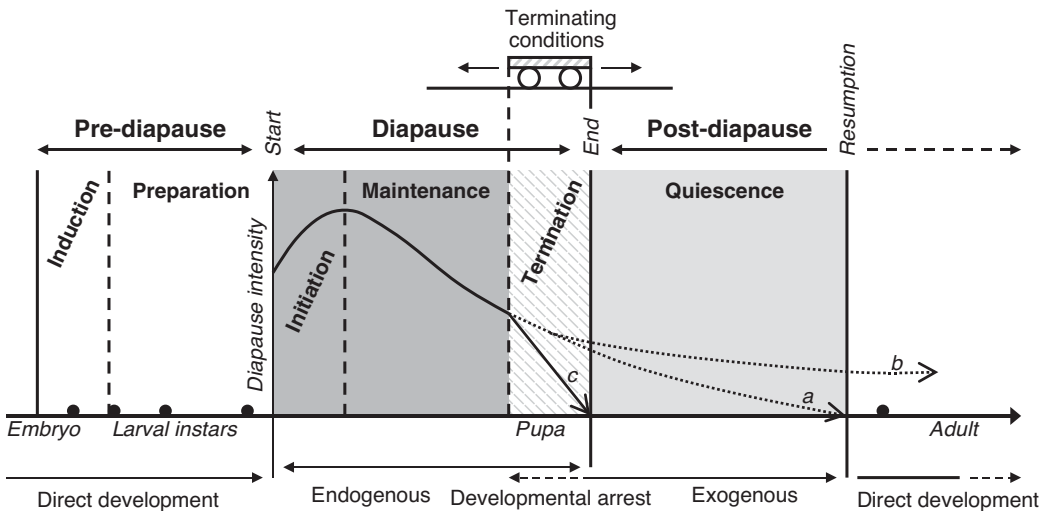 Terminating
conditions
Pre-diapause
Start
Diapause
End
Post-diapause
Resumption
Induction
Preparation
Diapause intensity
Initiation
Maintenance
Termination
Quiescence
c
a
b
Embryo
Larval instars
Pupa
Adult
Direct development
Endogenous
Developmental arrest
Exogenous
Direct development